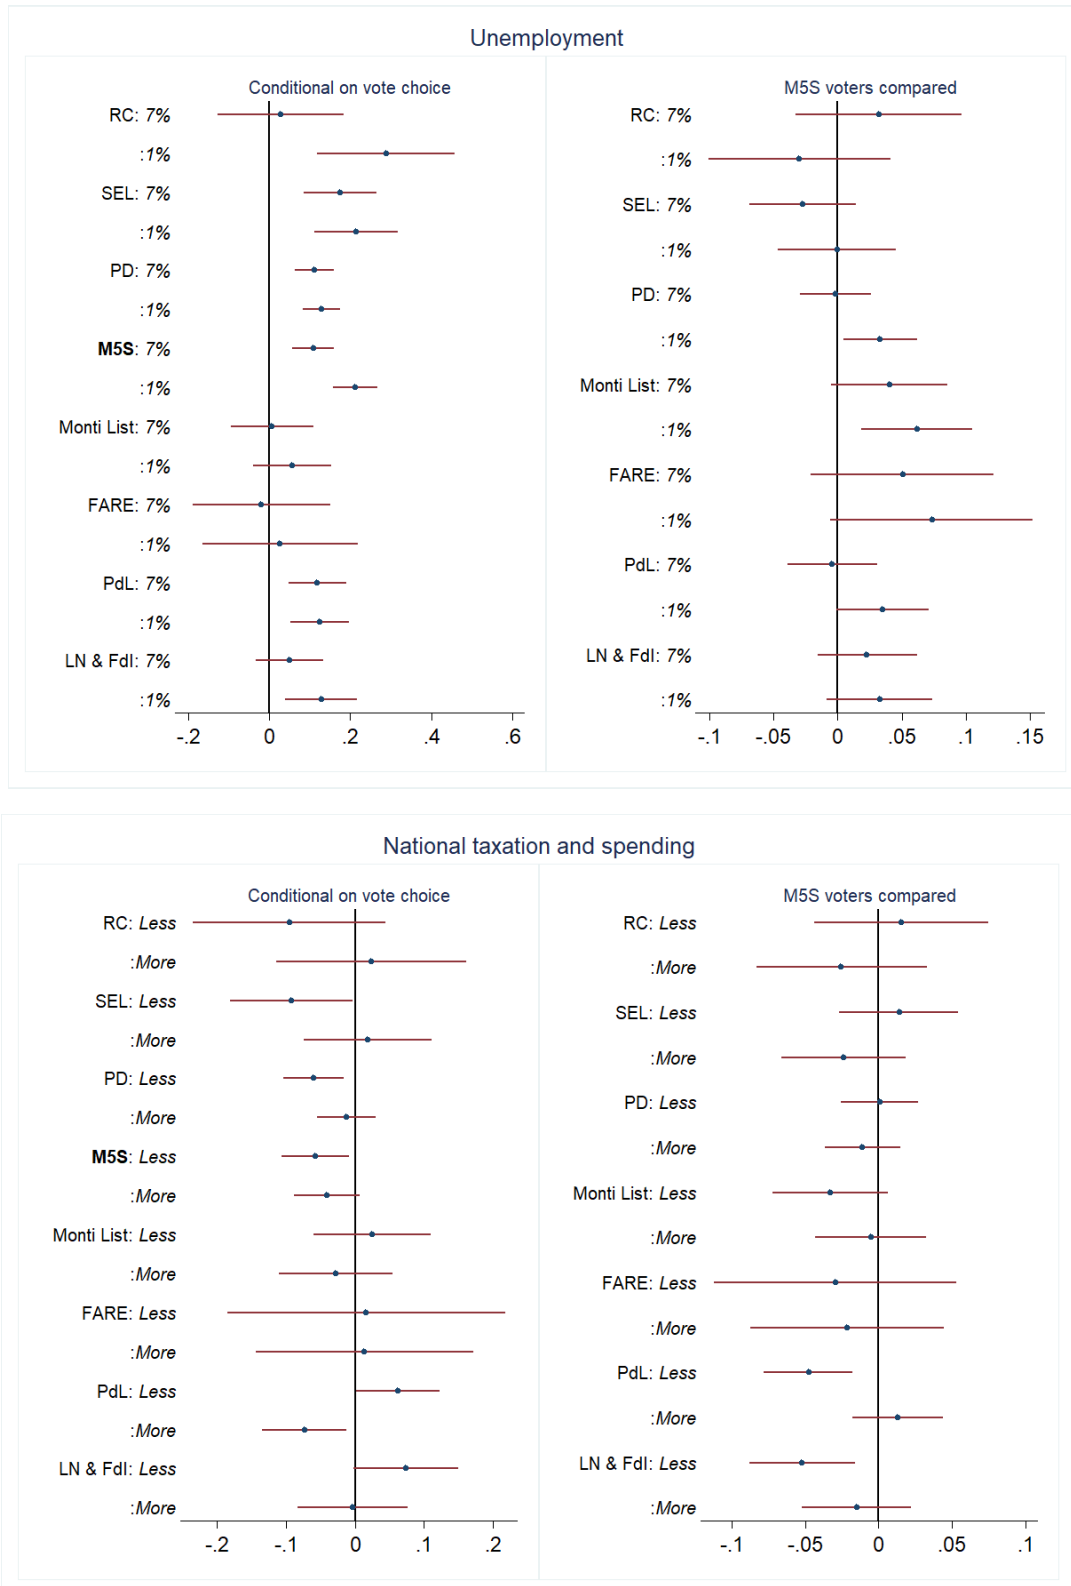 Unemployment
Conditional on vote choice
RC: 7%
:1%
SEL: 7%
:1%
PD: 7%
:1%
M5S: 7%
:1%
Monti List: 7%
:1%
FARE: 7%
:1%
PdL: 7%
:1%
LN & FdI: 7%
:1%
-.2 0 .2 .4 .6
M5S voters compared
RC: 7%
:1%
SEL: 7%
:1%
PD: 7%
:1%
Monti List: 7%
:1%
FARE: 7%
:1%
PdL: 7%
:1%
LN & FdI: 7%
:1%
-.1 -.05 0 .05 .1 .15
National taxation and spending
Conditional on vote choice
RC: Less
:More
SEL: Less
:More
PD: Less
:More
M5S: Less
:More
Monti List: Less
:More
FARE: Less
:More
PdL: Less
:More
LN & FdI: Less
:More
-.2 -.1 0 .1 .2
M5S voters compared
RC: Less
:More
SEL: Less
:More
PD: Less
:More
Monti List: Less
:More
FARE: Less
:More
PdL: Less
:More
LN & FdI: Less
:More
-.1 -.05 0 .05 .1